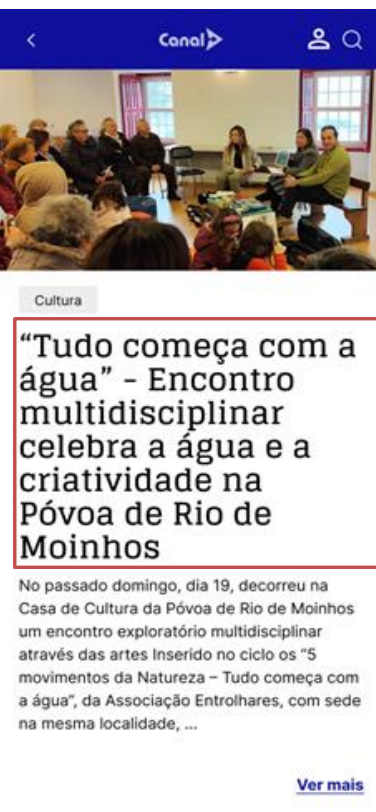 Canal
Cultura
“Tudo começa com a
água” - Encontro
multidisciplinar
celebra a água e a
criatividade na
Póvoa de Rio de
Moinhos
No passado domingo, dia 19, decorreu na
Casa de Cultura da Póvoa de Rio de Moinhos
um encontro exploratório multidisciplinar
através das artes Inserido no ciclo os “5
movimentos da Natureza – Tudo começa com
a água”, da Associação Entrolhares, com sede
na mesma localidade, ...
Ver mais